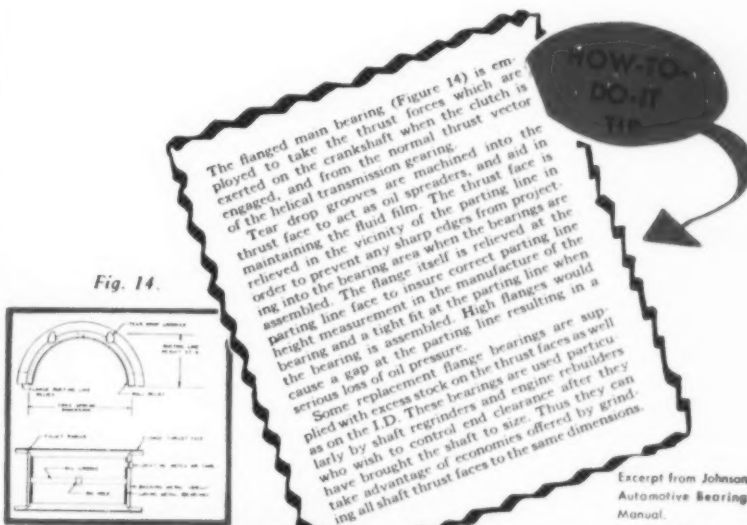 HOW-TO-
DO-IT
TIP
The flanged main bearing (Figure 14) is em-
ployed to take the thrust forces which are
exerted on the crankshaft when the clutch is
engaged, and from the normal thrust vector
of the helical transmission gearing.
Tear drop grooves are machined into the
thrust face to act as oil spreaders, and aid in
maintaining the fluid film. The thrust face is
relieved in the vicinity of the parting line in
order to prevent any sharp edges from project-
ing into the bearing area when the bearings are
assembled. The flange itself is relieved at the
parting line face to insure correct parting line
height measurement in the manufacture of the
bearing and a tight fit at the parting line when
the bearing is assembled. High flanges would
cause a gap at the parting line resulting in a
serious loss of oil pressure.
Some replacement flange bearings are sup-
plied with excess stock on the thrust faces as well
as on the I.D. These bearings are used particu-
larly by shaft regrinders and engine rebuilders
who wish to control end clearance after they
have brought the shaft to size. Thus they can
take advantage of economies offered by grind-
ing all shaft thrust faces to the same dimensions.
Fig. 14.
TEAR DROP GROOVES
PARTING LINE
FLANGE PARTING LINE
RELIEF
OIL HOLE
Excerpt from Johnson
Automotive Bearing
Manual.